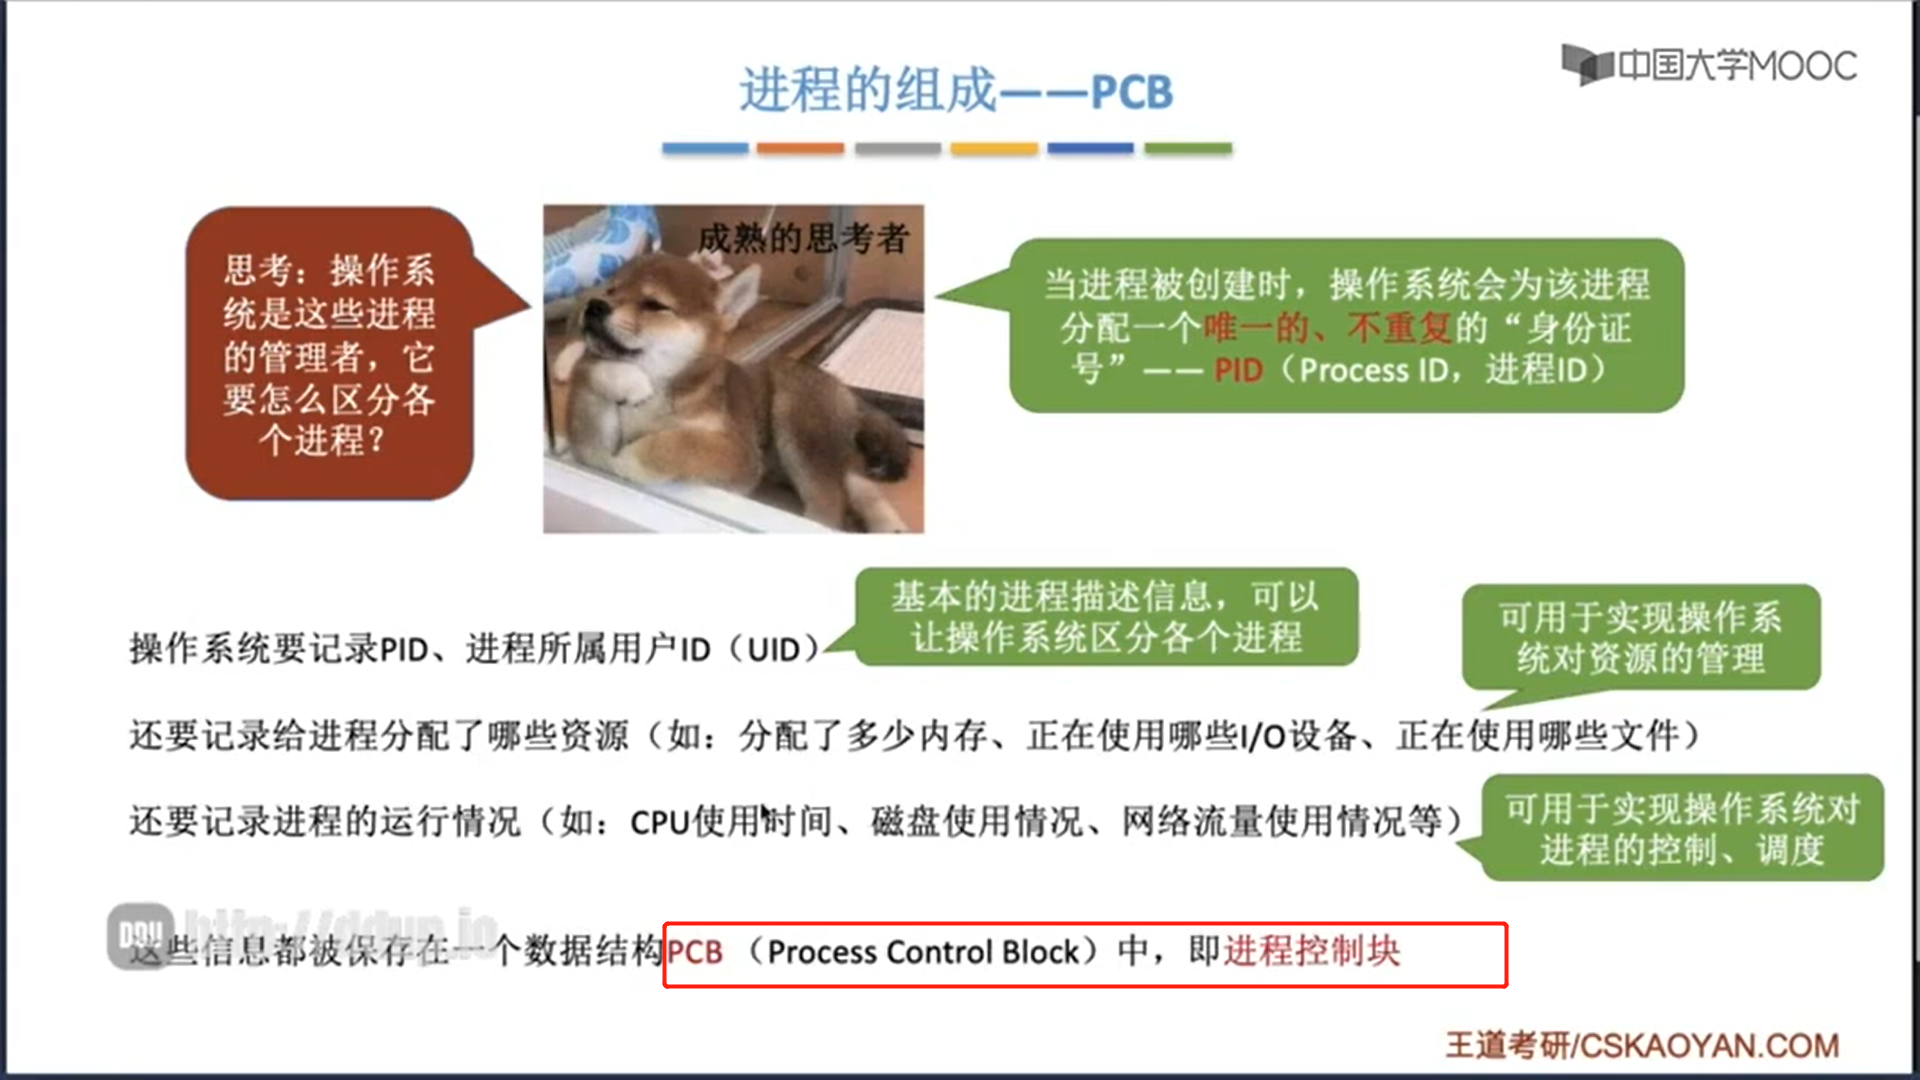 中国大学MOOC
进程的组成——PCB
思考：操作系
统是这些进程
的管理者，它
要怎么区分各
个进程？
成熟的思考者
当进程被创建时，操作系统会为该进程
分配一个唯一的、不重复的“身份证
号”—— PID（Process ID，进程ID）
基本的进程描述信息，可以
让操作系统区分各个进程
操作系统要记录PID、进程所属用户ID（UID）
可用于实现操作系
统对资源的管理
还要记录给进程分配了哪些资源（如：分配了多少内存、正在使用哪些I/O设备、正在使用哪些文件）
还要记录进程的运行情况（如：CPU使用时间、磁盘使用情况、网络流量使用情况等）
可用于实现操作系统对
进程的控制、调度
http://ddup.io
这些信息都被保存在一个数据结构PCB （Process Control Block）中，即进程控制块
王道考研/CSKAOYAN.COM